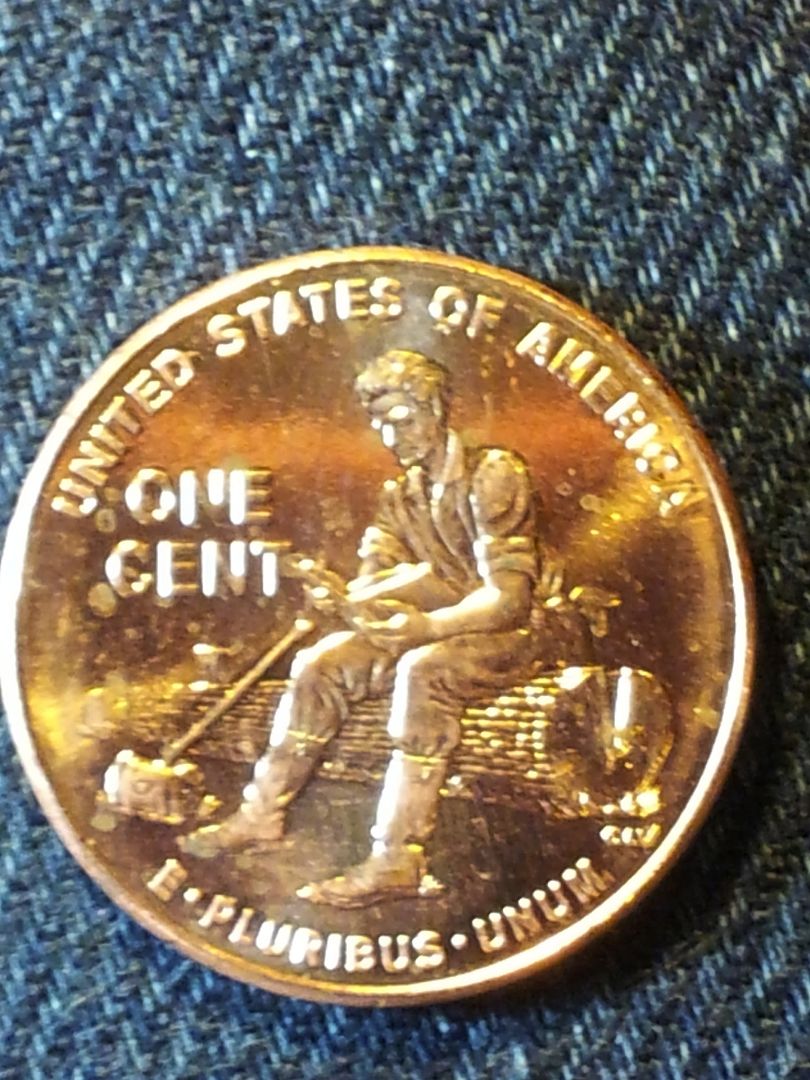 UNITED STATES OF AMERICA
ONE
CENT
E • PLURIBUS • UNUM